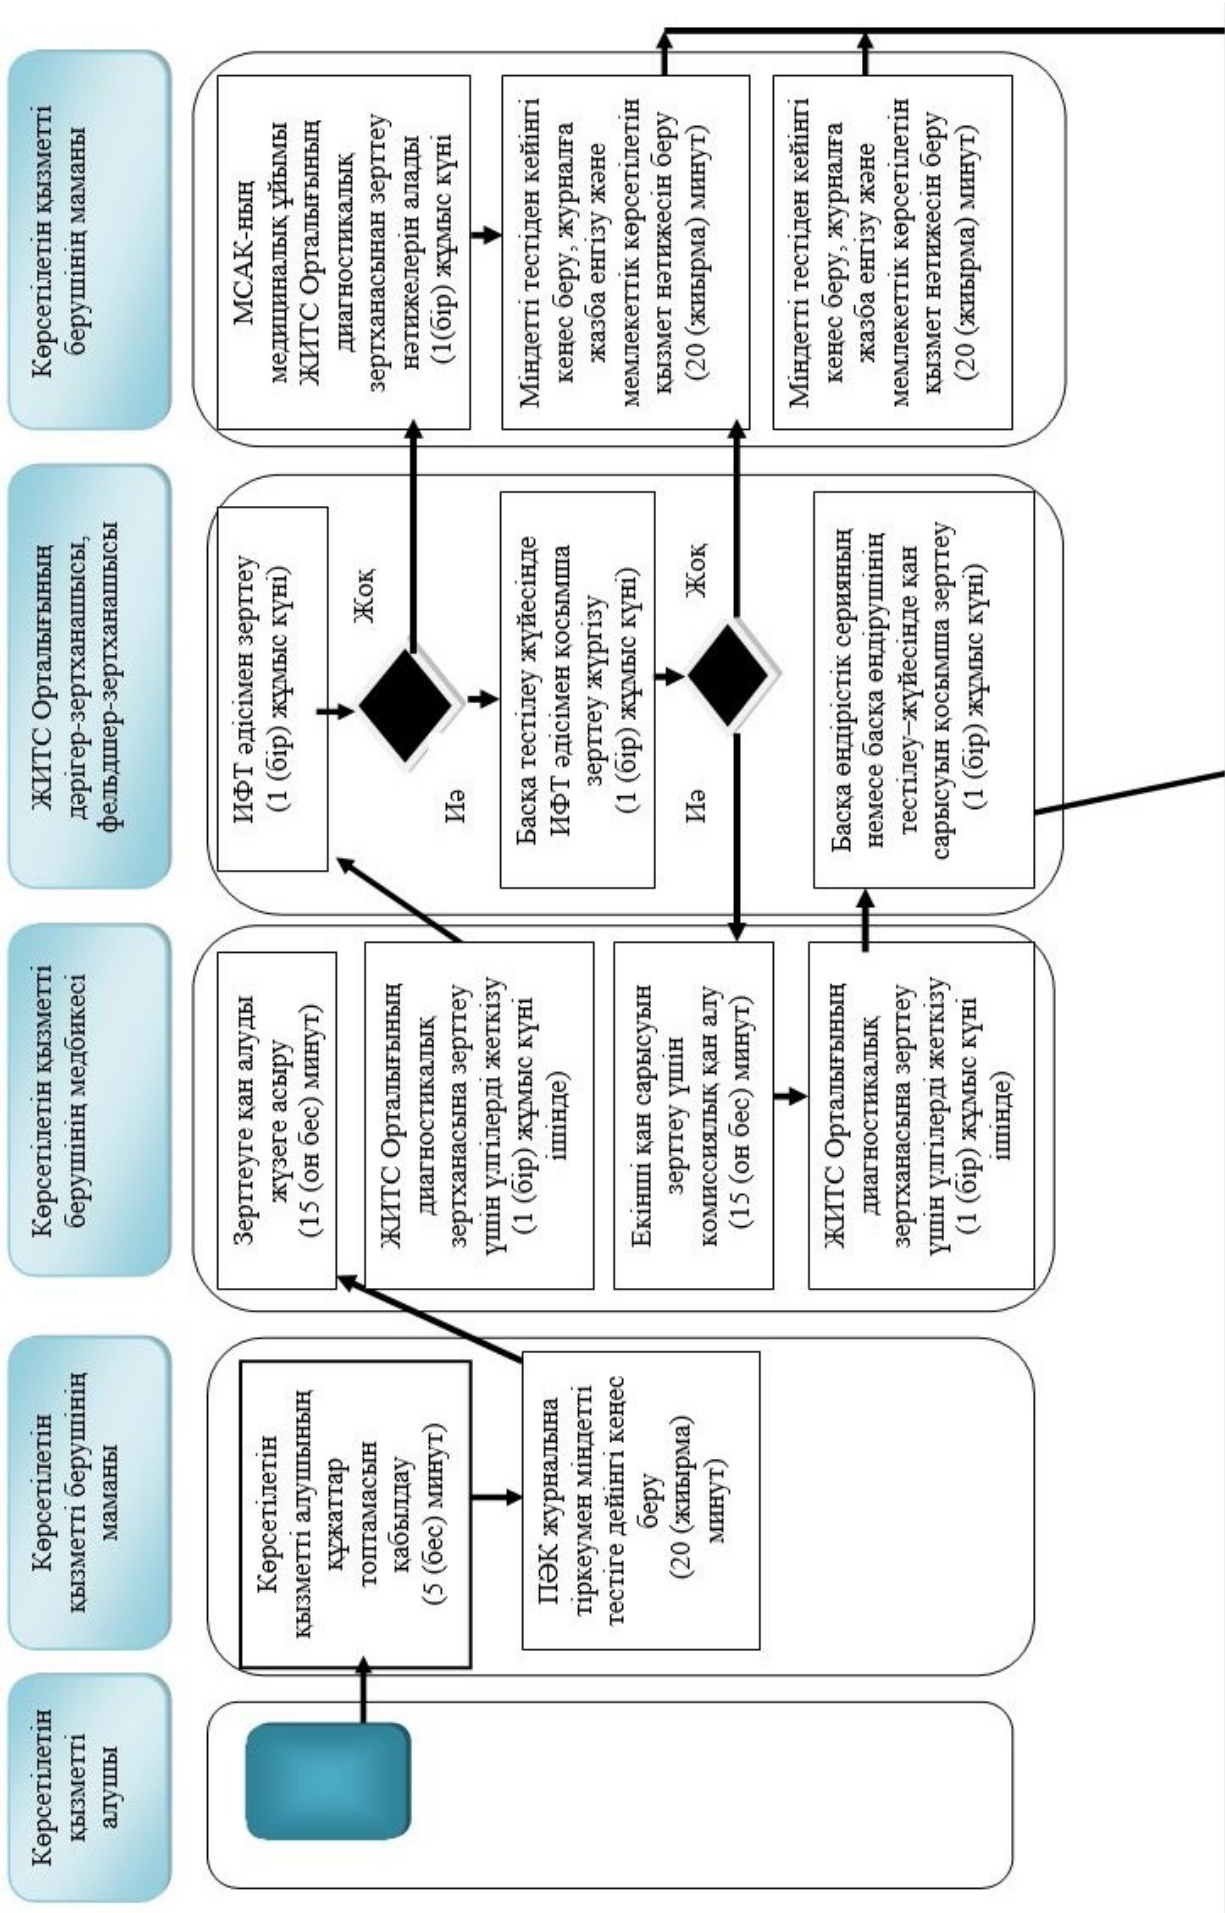 Көрсетілетін
қызметті
алушы
Көрсетілетін
қызметті берушінің
маманы
Көрсетілетін қызметті
берушінің медбикесі
ЖИТС Орталығының
дәрігер-зертханашысы,
фельдшер-зертханашысы
Көрсетілетін қызметті
берушінің маманы
Көрсетілетін
қызметті алушының
құжаттар
топтамасын
қабылдау
(5 (бес) минут)
ПӘК журналына
тіркеумен міндетті
тестіге дейінгі кеңес
беру
(20 (жиырма)
минут)
Зерттеуге қан алуды
жүзеге асыру
(15 (он бес) минут)
ЖИТС Орталығының
диагностикалық
зертханасына зерттеу
үшін үлгілерді жеткізу
(1 (бір) жұмыс күні
ішінде)
Екінші қан сарысуын
зерттеу үшін
комиссиялық қан алу
(15 (он бес) минут)
ЖИТС Орталығының
диагностикалық
зертханасына зерттеу
үшін үлгілерді жеткізу
(1 (бір) жұмыс күні
ішінде)
ИФТ әдісімен зерттеу
(1 (бір) жұмыс күні)
Жоқ
Иә
Басқа тестілеу жүйесінде
ИФТ әдісімен қосымша
зерттеу жүргізу
(1 (бір) жұмыс күні)
Жоқ
Иә
Басқа өндірістік серияның
немесе басқа өндірушінің
тестілеу–жүйесінде қан
сарысуын қосымша зерттеу
(1 (бір) жұмыс күні)
МСАК-ның
медициналық ұйымы
ЖИТС Орталығының
диагностикалық
зертханасынан зерттеу
нәтижелерін алады
(1(бір) жұмыс күні
Міндетті тестіден кейінгі
кеңес беру, журналға
жазба енгізу және
мемлекеттік көрсетілетін
қызмет нәтижесін беру
(20 (жиырма) минут)
Міндетті тестіден кейінгі
кеңес беру, журналға
жазба енгізу және
мемлекеттік көрсетілетін
қызмет нәтижесін беру
(20 (жиырма) минут)